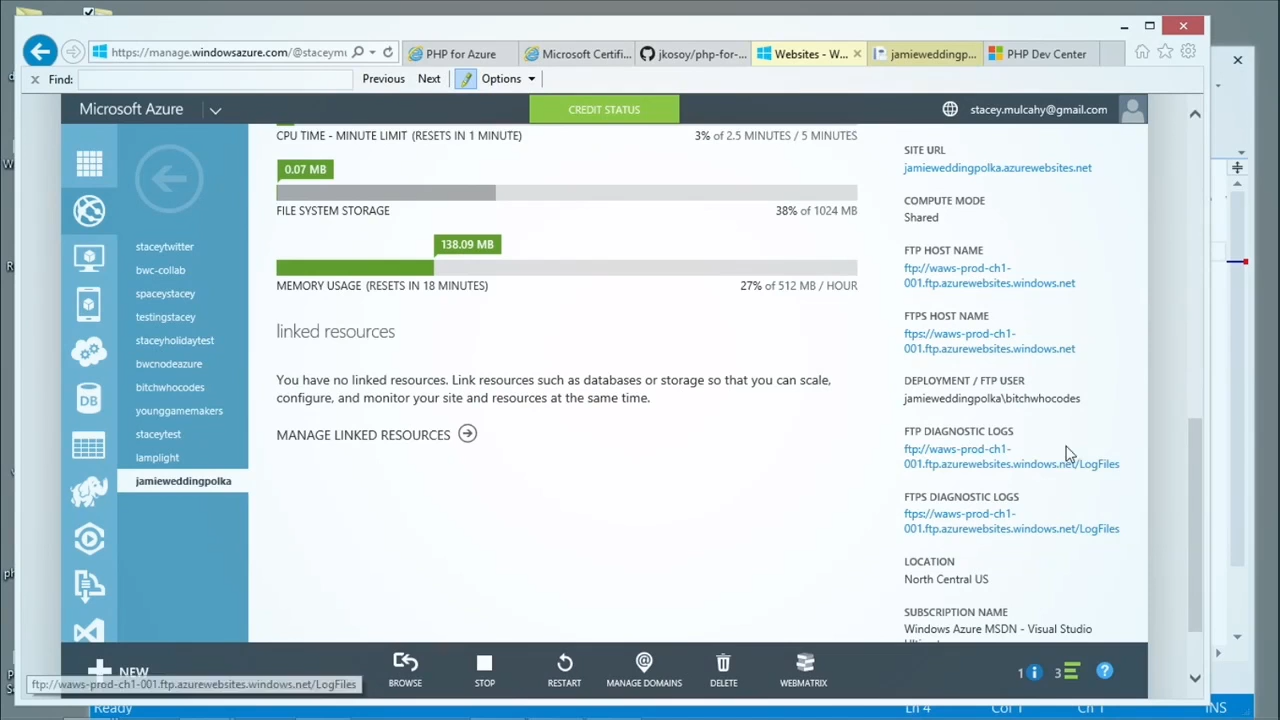 https://manage.windowsazure.com/@staceymu
PHP for Azure
Microsoft Certifi...
jkosoy/php-fo...
Websites - W...
jamieweddingp...
PHP Dev Center
Find:
Previous Next Options
Microsoft Azure
CREDIT STATUS
stacey.mulcahy@gmail.com
CPU TIME - MINUTE LIMIT (RESETS IN 1 MINUTE)
3% of 2.5 MINUTES / 5 MINUTES
0.07 MB
FILE SYSTEM STORAGE
38% of 1024 MB
138.09 MB
MEMORY USAGE (RESETS IN 18 MINUTES)
27% of 512 MB / HOUR
linked resources
You have no linked resources. Link resources such as databases or storage so that you can scale,
configure, and monitor your site and resources at the same time.
MANAGE LINKED RESOURCES
staceytwitter
bwc-collab
spaceystacey
testingstacey
staceyholidaytest
bwcnodeazure
bitchwhocodes
younggamemakers
staceytest
lamplight
jamieweddingpolka
DB
SITE URL
jamieweddingpolka.azurewebsites.net
COMPUTE MODE
Shared
FTP HOST NAME
ftp://waws-prod-ch1-
001.ftp.azurewebsites.windows.net
FTPS HOST NAME
ftps://waws-prod-ch1-
001.ftp.azurewebsites.windows.net
DEPLOYMENT / FTP USER
jamieweddingpolka\bitchwhocodes
FTP DIAGNOSTIC LOGS
ftp://waws-prod-ch1-
001.ftp.azurewebsites.windows.net/LogFiles
FTPS DIAGNOSTIC LOGS
ftps://waws-prod-ch1-
001.ftp.azurewebsites.windows.net/LogFiles
LOCATION
North Central US
SUBSCRIPTION NAME
Windows Azure MSDN - Visual Studio
NEW
BROWSE
STOP
RESTART
MANAGE DOMAINS
DELETE
WEBMATRIX
1
3
ftp://waws-prod-ch1-001.ftp.azurewebsites.windows.net/LogFiles
Ready
Ln 4
Col 1
Ch 1
INS